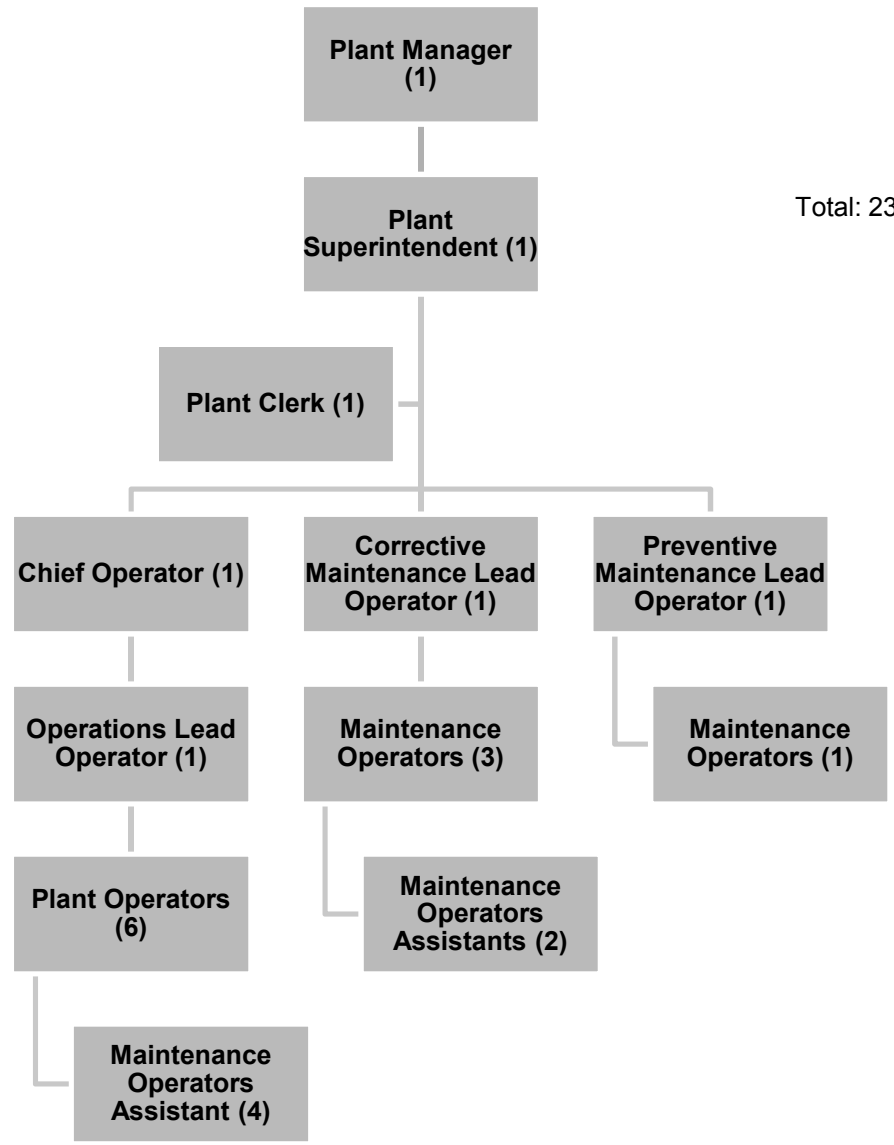 Plant Manager
(1)
Total: 23
Plant
Superintendent (1)
Plant Clerk (1)
Chief Operator (1)
Corrective
Maintenance Lead
Operator (1)
Preventive
Maintenance Lead
Operator (1)
Operations Lead
Operator (1)
Maintenance
Operators (3)
Maintenance
Operators (1)
Plant Operators
(6)
Maintenance
Operators
Assistants (2)
Maintenance
Operators
Assistant (4)